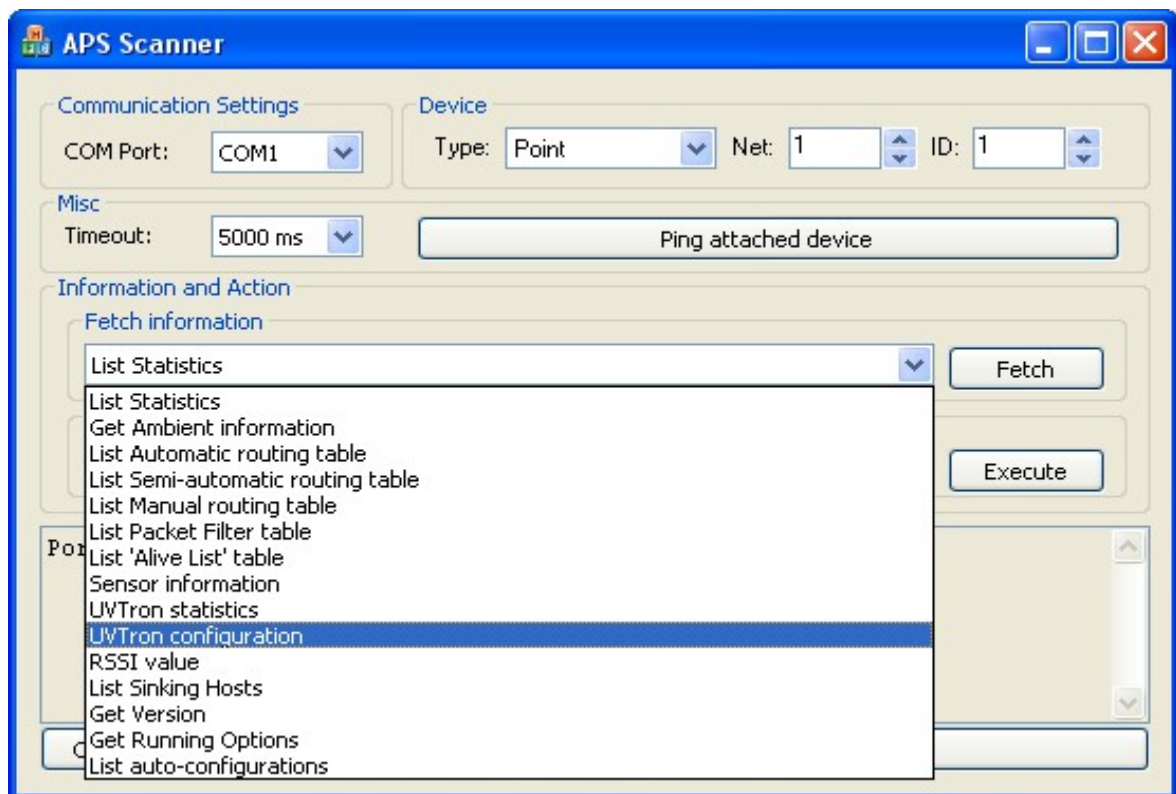 APS Scanner
Communication Settings
COM Port: COM1
Device
Type: Point Net: 1 ID: 1
Misc
Timeout: 5000 ms
Ping attached device
Information and Action
Fetch information
List Statistics
Fetch
List Statistics
Get Ambient information
List Automatic routing table
List Semi-automatic routing table
List Manual routing table
List Packet Filter table
List 'Alive List' table
Sensor information
UVTron statistics
UVTron configuration
RSSI value
List Sinking Hosts
Get Version
Get Running Options
List auto-configurations
Execute